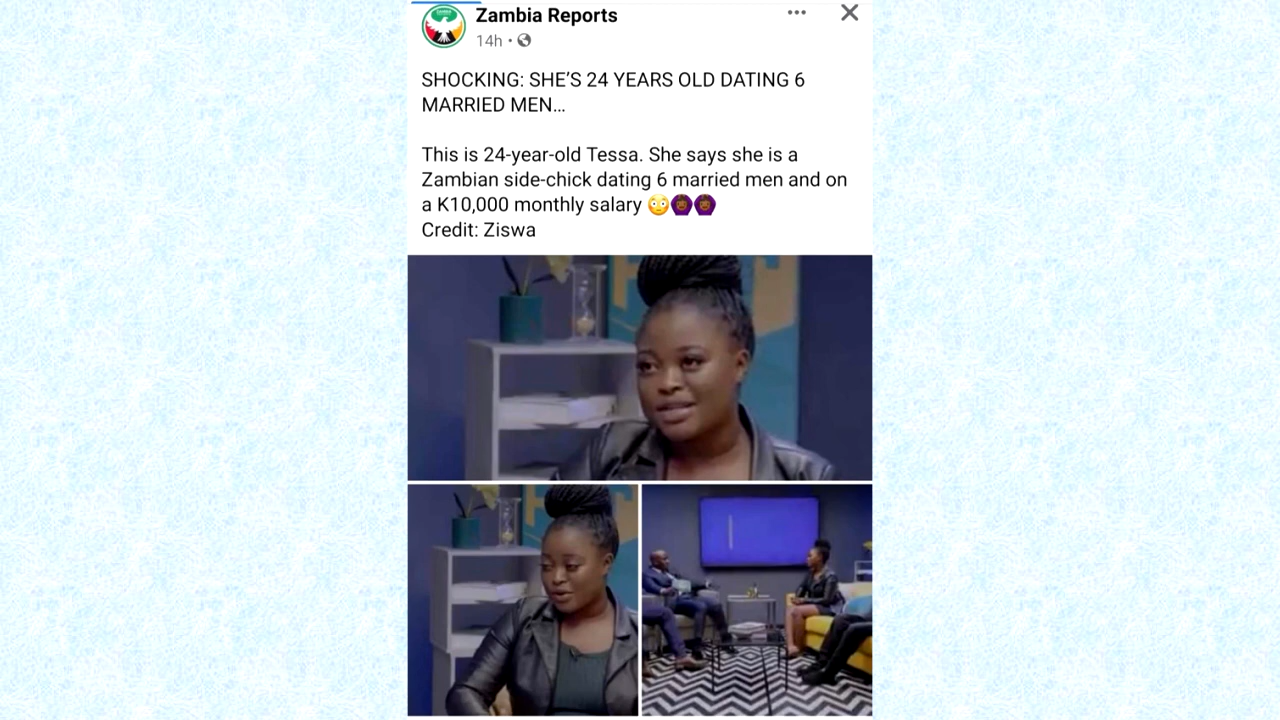 Zambia Reports
14h •
SHOCKING: SHE’S 24 YEARS OLD DATING 6
MARRIED MEN...
This is 24-year-old Tessa. She says she is a
Zambian side-chick dating 6 married men and on
a K10,000 monthly salary 😳🙆🏾‍♀️🙆🏾‍♀️
Credit: Ziswa